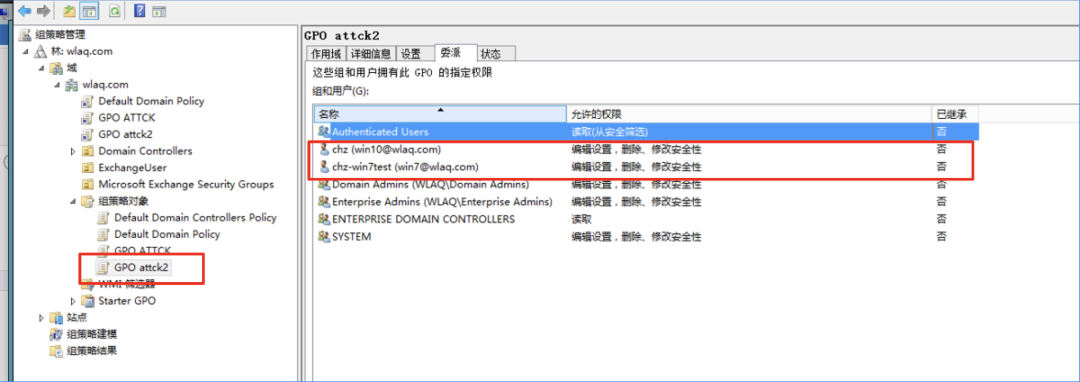 组策略管理
林: wlaq.com
域
wlaq.com
Default Domain Policy
GPO ATTCK
GPO attck2
Domain Controllers
ExchangeUser
Microsoft Exchange Security Groups
组策略对象
Default Domain Controllers Policy
Default Domain Policy
GPO ATTCK
GPO attck2
WMI 筛选器
Starter GPO
站点
组策略建模
组策略结果
GPO attck2
作用域 详细信息 设置 委派 状态
这些组和用户拥有此 GPO 的指定权限
组和用户(G):
名称 允许的权限 已继承
Authenticated Users 读取(从安全筛选) 否
chz (win10@wlaq.com) 编辑设置，删除、修改安全性 否
chz-win7test (win7@wlaq.com) 编辑设置，删除、修改安全性 否
Domain Admins (WLAQ\Domain Admins) 编辑设置，删除、修改安全性 否
Enterprise Admins (WLAQ\Enterprise Admins) 编辑设置，删除、修改安全性 否
ENTERPRISE DOMAIN CONTROLLERS 读取 否
SYSTEM 编辑设置，删除、修改安全性 否